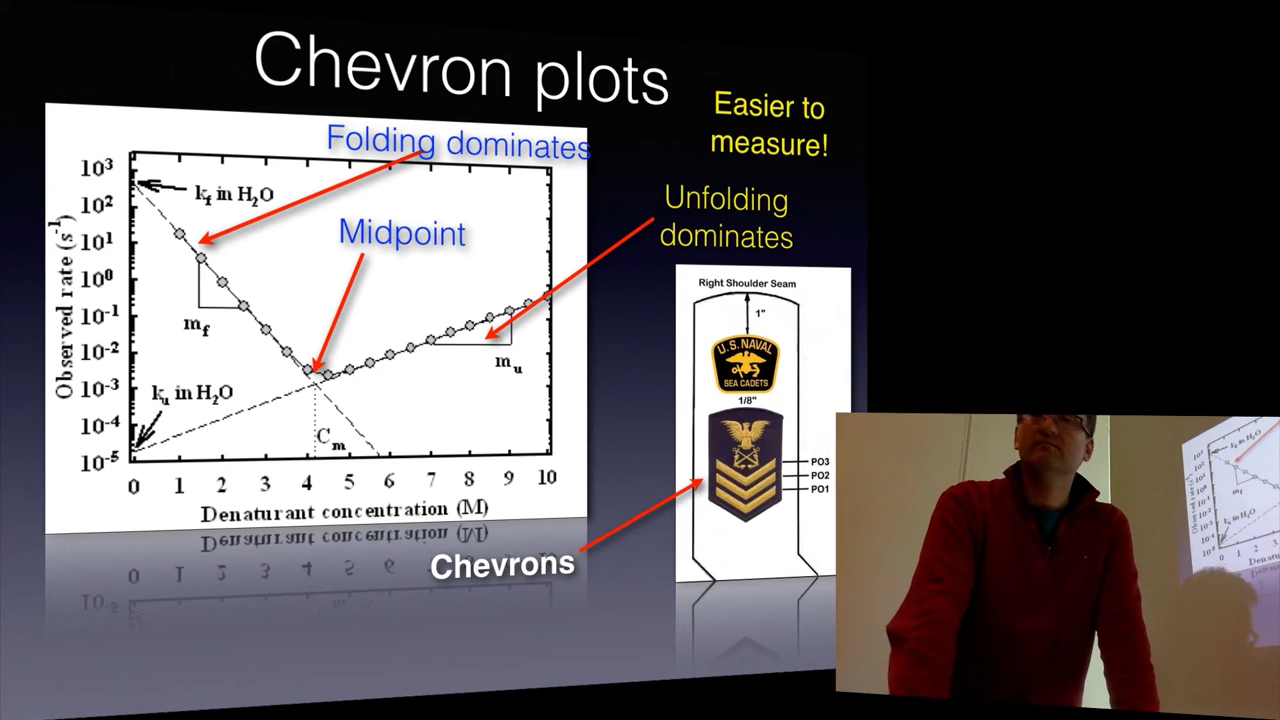 Chevron plots
Easier to
measure!
Folding dominates
Unfolding
dominates
Midpoint
Observed rate (s⁻¹)
10³
10²
10¹
10⁰
10⁻¹
10⁻²
10⁻³
10⁻⁴
10⁻⁵
k_f in H₂O
m_f
k_u in H₂O
C_m
m_u
0 1 2 3 4 5 6 7 8 9 10
Denaturant concentration (M)
Right Shoulder Seam
1"
U.S. NAVAL
SEA CADETS
1/8"
PO3
PO2
PO1
Chevrons